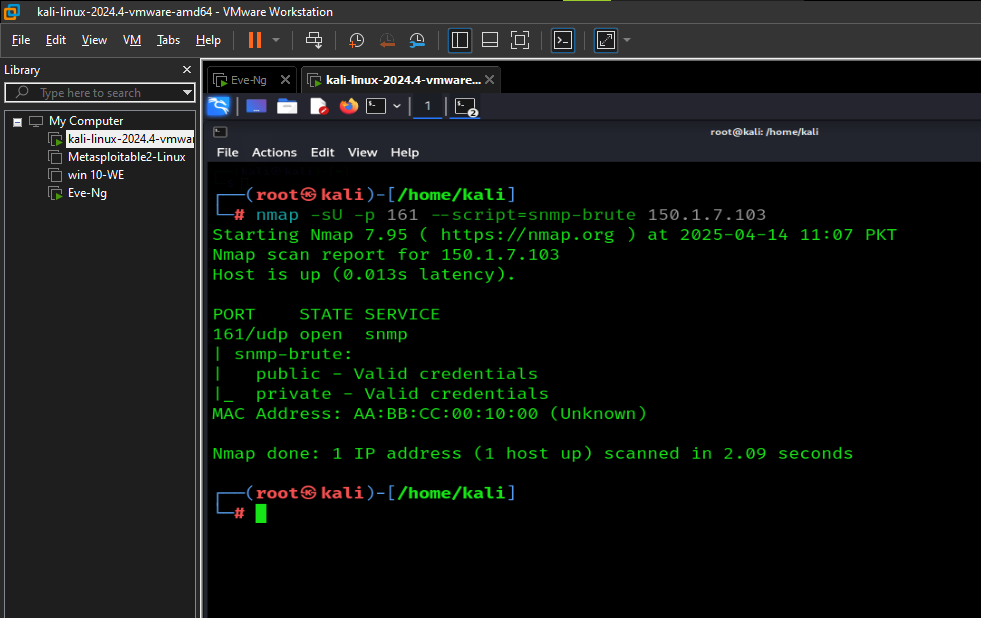 kali-linux-2024.4-vmware-amd64 - VMware Workstation
File Edit View VM Tabs Help
Library
Type here to search
My Computer
kali-linux-2024.4-vmwar
Metasploitable2-Linux
win 10-WE
Eve-Ng
Eve-Ng
kali-linux-2024.4-vmware...
1
2
root@kali: /home/kali
File Actions Edit View Help
┌──(root㉿kali)-[/home/kali]
└─# nmap -sU -p 161 --script=snmp-brute 150.1.7.103
Starting Nmap 7.95 ( https://nmap.org ) at 2025-04-14 11:07 PKT
Nmap scan report for 150.1.7.103
Host is up (0.013s latency).
PORT    STATE SERVICE
161/udp open  snmp
| snmp-brute:
|   public - Valid credentials
|_  private - Valid credentials
MAC Address: AA:BB:CC:00:10:00 (Unknown)
Nmap done: 1 IP address (1 host up) scanned in 2.09 seconds
┌──(root㉿kali)-[/home/kali]
└─#